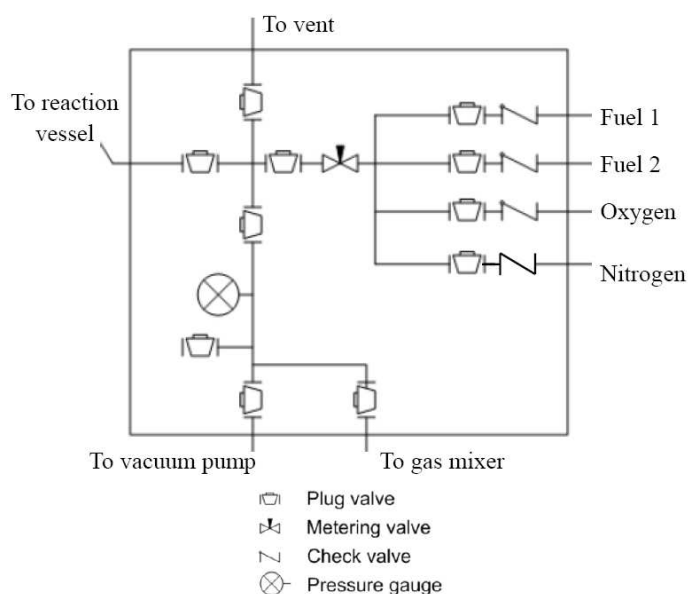 To vent
To reaction
vessel
Fuel 1
Fuel 2
Oxygen
Nitrogen
To vacuum pump
To gas mixer
Plug valve
Metering valve
Check valve
Pressure gauge